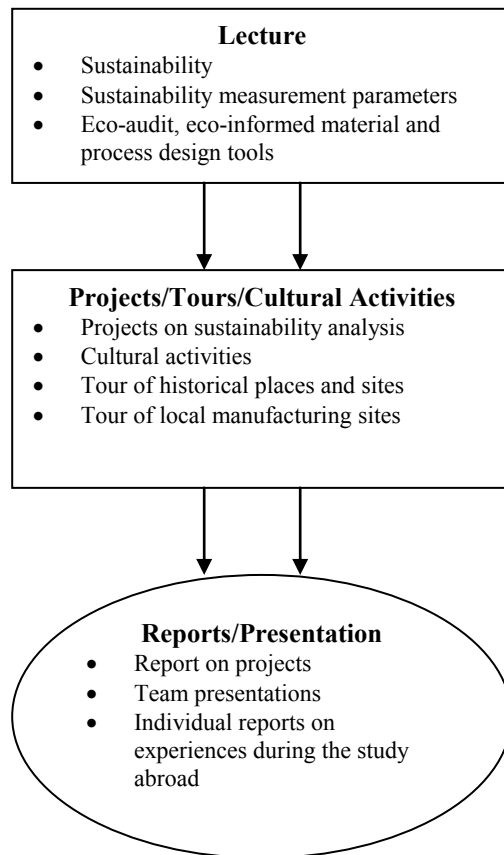 Lecture
• Sustainability
• Sustainability measurement parameters
• Eco-audit, eco-informed material and
process design tools
Projects/Tours/Cultural Activities
• Projects on sustainability analysis
• Cultural activities
• Tour of historical places and sites
• Tour of local manufacturing sites
Reports/Presentation
• Report on projects
• Team presentations
• Individual reports on
experiences during the study
abroad